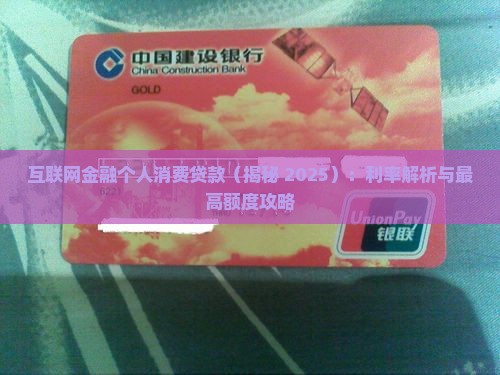 中国建设银行
China Construction Bank
GOLD
互联网金融个人消费贷款（揭秘 2025）：利率解析与最
高额度攻略
UnionPay
银联